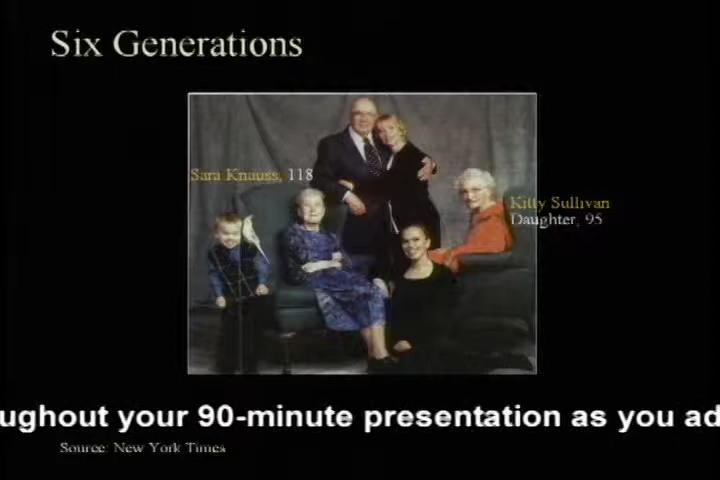 Six Generations
Sara Knauss, 118
Kitty Sullivan
Daughter, 95
ughout your 90-minute presentation as you ad
Source: New York Times